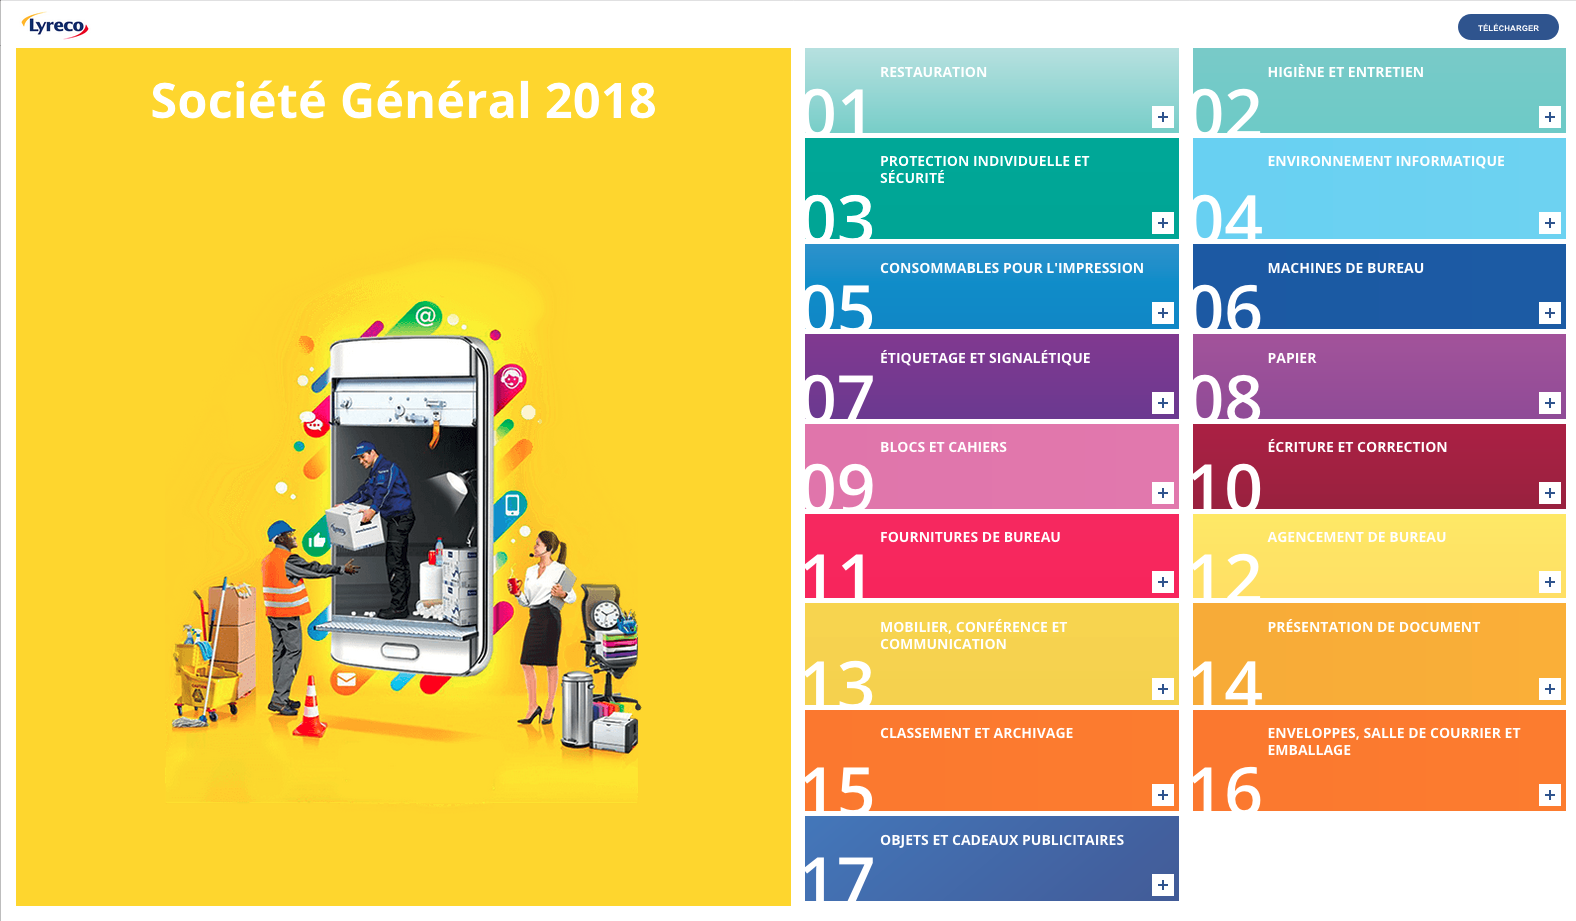 Lyreco
TÉLÉCHARGER
Société Général 2018
RESTAURATION
01
HIGIÈNE ET ENTRETIEN
02
PROTECTION INDIVIDUELLE ET
SÉCURITÉ
03
ENVIRONNEMENT INFORMATIQUE
04
CONSOMMABLES POUR L'IMPRESSION
05
MACHINES DE BUREAU
06
ÉTIQUETAGE ET SIGNALÉTIQUE
07
PAPIER
08
BLOCS ET CAHIERS
09
ÉCRITURE ET CORRECTION
10
FOURNITURES DE BUREAU
11
AGENCEMENT DE BUREAU
12
MOBILIER, CONFÉRENCE ET
COMMUNICATION
13
PRÉSENTATION DE DOCUMENT
14
CLASSEMENT ET ARCHIVAGE
15
ENVELOPPES, SALLE DE COURRIER ET
EMBALLAGE
16
OBJETS ET CADEAUX PUBLICITAIRES
17
@
Lyreco